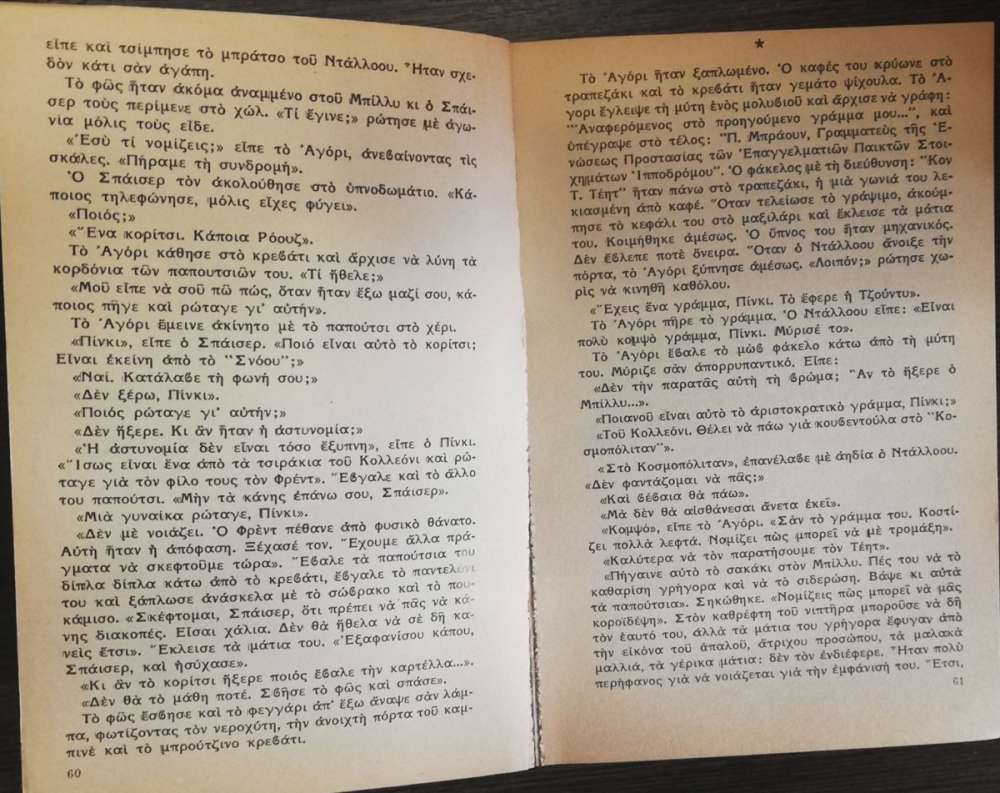 εἶπε καὶ τσίμπησε τὸ μπράτσο τοῦ Ντάλλοου. Ἦταν σχε-
δὸν κάτι σὰν ἀγάπη.
Τὸ φῶς ἦταν ἀκόμα ἀναμμένο στοῦ Μπίλλυ κι ὁ Σπάι-
σερ τοὺς περίμενε στὸ χώλ. «Τί ἔγινε;» ρώτησε μὲ ἀγω-
νία μόλις τοὺς εἶδε.
«Ἐσὺ τί νομίζεις;» εἶπε τὸ Ἀγόρι, ἀνεβαίνοντας τὶς
σκάλες. «Πήραμε τὴ συνδρομή».
Ὁ Σπάισερ τὸν ἀκολούθησε στὸ ὑπνοδωμάτιο. «Κά-
ποιος τηλεφώνησε, μόλις εἶχες φύγει».
«Ποιός;»
«Ἕνα κορίτσι. Κάποια Ρόουζ».
Τὸ Ἀγόρι κάθησε στὸ κρεβάτι καὶ ἄρχισε νὰ λύνη τὰ
κορδόνια τῶν παπουτσιῶν του. «Τί ἤθελε;»
«Μοῦ εἶπε νὰ σοῦ πῶ πώς, ὅταν ἦταν ἔξω μαζί σου, κά-
ποιος πῆγε καὶ ρώταγε γι' αὐτήν».
Τὸ Ἀγόρι ἔμεινε ἀκίνητο μὲ τὸ παπούτσι στὸ χέρι.
«Πίνκι», εἶπε ὁ Σπάισερ. «Ποιό εἶναι αὐτὸ τὸ κορίτσι;
Εἶναι ἐκείνη ἀπὸ τὸ "Σνόου";»
«Ναί. Κατάλαβε τὴ φωνή σου;»
«Δὲν ξέρω, Πίνκι».
«Ποιός ρώταγε γι' αὐτήν;»
«Δὲν ἤξερε. Κι ἂν ἦταν ἡ ἀστυνομία;»
«Ἡ ἀστυνομία δὲν εἶναι τόσο ἔξυπνη», εἶπε ὁ Πίνκι.
«Ἴσως εἶναι ἕνα ἀπὸ τὰ τσιράκια τοῦ Κολλεόνι καὶ ρώ-
ταγε γιὰ τὸν φίλο τους τὸν Φρέντ». Ἔβγαλε καὶ τὸ ἄλλο
του παπούτσι. «Μὴν τὰ κάνης ἐπάνω σου, Σπάισερ».
«Μιὰ γυναίκα ρώταγε, Πίνκι».
«Δὲν μὲ νοιάζει. Ὁ Φρὲντ πέθανε ἀπὸ φυσικὸ θάνατο.
Αὐτὴ ἦταν ἡ ἀπόφαση. Ξέχασέ τον. Ἔχουμε ἄλλα πρά-
γματα νὰ σκεφτοῦμε τώρα». Ἔβαλε τὰ παπούτσια του
δίπλα δίπλα κάτω ἀπὸ τὸ κρεβάτι, ἔβγαλε τὸ παντελόνι
του καὶ ξάπλωσε ἀνάσκελα μὲ τὸ σώβρακο καὶ τὸ που-
κάμισο. «Σκέφτομαι, Σπάισερ, ὅτι πρέπει νὰ πᾶς νὰ κά-
νης διακοπές. Εἶσαι χάλια. Δὲν θὰ ἤθελα νὰ σὲ δῆ κα-
νεὶς ἔτσι». Ἔκλεισε τὰ μάτια του. «Ἐξαφανίσου κάπου,
Σπάισερ, καὶ ἡσύχασε».
«Κι ἂν τὸ κορίτσι ἤξερε ποιός ἔβαλε τὴν καρτέλλα...».
«Δὲν θὰ τὸ μάθη ποτέ. Σβῆσε τὸ φῶς καὶ σπάσε».
Τὸ φῶς ἔσβησε καὶ τὸ φεγγάρι ἀπ' ἔξω ἄναψε σὰν λάμ-
πα, φωτίζοντας τὸν νεροχύτη, τὴν ἀνοιχτὴ πόρτα τοῦ καμ-
πινὲ καὶ τὸ μπρούτζινο κρεβάτι.
60
★
Τὸ Ἀγόρι ἦταν ξαπλωμένο. Ὁ καφές του κρύωνε στὸ
τραπεζάκι καὶ τὸ κρεβάτι ἦταν γεμάτο ψίχουλα. Τὸ Ἀ-
γόρι ἔγλειψε τὴ μύτη ἑνὸς μολυβιοῦ καὶ ἄρχισε νὰ γράφη:
"Ἀναφερόμενος στὸ προηγούμενο γράμμα μου...", καὶ
ὑπέγραψε στὸ τέλος: "Π. Μπράουν, Γραμματεὺς τῆς Ἑ-
νώσεως Προστασίας τῶν Ἐπαγγελματιῶν Παικτῶν Στοι-
χημάτων Ἱπποδρόμου". Ὁ φάκελος μὲ τὴ διεύθυνση: "Κον
Τ. Τέητ" ἦταν πάνω στὸ τραπεζάκι, ἡ μιὰ γωνιά του λε-
κιασμένη ἀπὸ καφέ. Ὅταν τελείωσε τὸ γράψιμο, ἀκούμ-
πησε τὸ κεφάλι του στὸ μαξιλάρι καὶ ἔκλεισε τὰ μάτια
του. Κοιμήθηκε ἀμέσως. Ὁ ὕπνος του ἦταν μηχανικός.
Δὲν ἔβλεπε ποτὲ ὄνειρα. Ὅταν ὁ Ντάλλοου ἄνοιξε τὴν
πόρτα, τὸ Ἀγόρι ξύπνησε ἀμέσως. «Λοιπόν;» ρώτησε χω-
ρὶς νὰ κινηθῆ καθόλου.
«Ἔχεις ἕνα γράμμα, Πίνκι. Τὸ ἔφερε ἡ Τζούντυ».
Τὸ Ἀγόρι πῆρε τὸ γράμμα. Ὁ Ντάλλοου εἶπε: «Εἶναι
πολὺ κομψὸ γράμμα, Πίνκι. Μύρισέ το».
Τὸ Ἀγόρι ἔβαλε τὸ μὼβ φάκελο κάτω ἀπὸ τὴ μύτη
του. Μύριζε σὰν ἀπορρυπαντικό. Εἶπε:
«Δὲν τὴν παρατᾶς αὐτὴ τὴ βρώμα; Ἂν τὸ ἤξερε ὁ
Μπίλλυ...».
«Ποιανοῦ εἶναι αὐτὸ τὸ ἀριστοκρατικὸ γράμμα, Πίνκι;»
«Τοῦ Κολλεόνι. Θέλει νὰ πάω γιὰ κουβεντούλα στὸ "Κο-
σμοπόλιταν"».
«Στὸ Κοσμοπόλιταν», ἐπανέλαβε μὲ ἀηδία ὁ Ντάλλοου.
«Δὲν φαντάζομαι νὰ πᾶς;»
«Καὶ βέβαια θὰ πάω».
«Μὰ δὲν θὰ αἰσθάνεσαι ἄνετα ἐκεῖ».
«Κομψό», εἶπε τὸ Ἀγόρι. «Σὰν τὸ γράμμα του. Κοστί-
ζει πολλὰ λεφτά. Νομίζει πὼς μπορεῖ νὰ μὲ τρομάξη».
«Καλύτερα νὰ τὸν παρατήσουμε τὸν Τέητ».
«Πήγαινε αὐτὸ τὸ σακάκι στὸν Μπίλλυ. Πές του νὰ τὸ
καθαρίση γρήγορα καὶ νὰ τὸ σιδερώση. Βάψε κι αὐτὰ
τὰ παπούτσια». Σηκώθηκε. «Νομίζεις πὼς μπορεῖ νὰ μᾶς
κοροϊδέψη». Στὸν καθρέφτη τοῦ νιπτήρα μποροῦσε νὰ δῆ
τὸν ἑαυτό του, ἀλλὰ τὰ μάτια του γρήγορα ἔφυγαν ἀπὸ
τὴν εἰκόνα τοῦ ἁπαλοῦ, ἄτριχου προσώπου, τὰ μαλακὰ
μαλλιά, τὰ γέρικα μάτια: δὲν τὸν ἐνδιέφερε. Ἦταν πολὺ
περήφανος γιὰ νὰ νοιάζεται γιὰ τὴν ἐμφάνισή του. Ἔτσι,
61